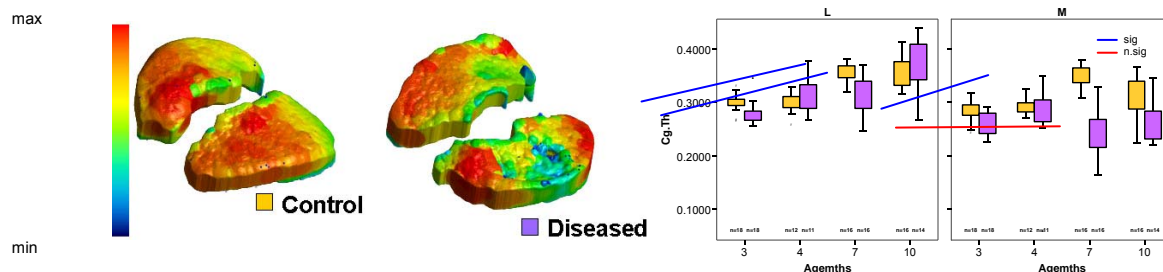 max
min
Control
Diseased
L
M
sig
n.sig
Cg.Th
0.4000
0.3000
0.2000
0.1000
n=18 n=18 n=12 n=11 n=16 n=16 n=16 n=14
n=18 n=18 n=12 n=11 n=16 n=16 n=16 n=14
3 4 7 10
3 4 7 10
Agemths
Agemths